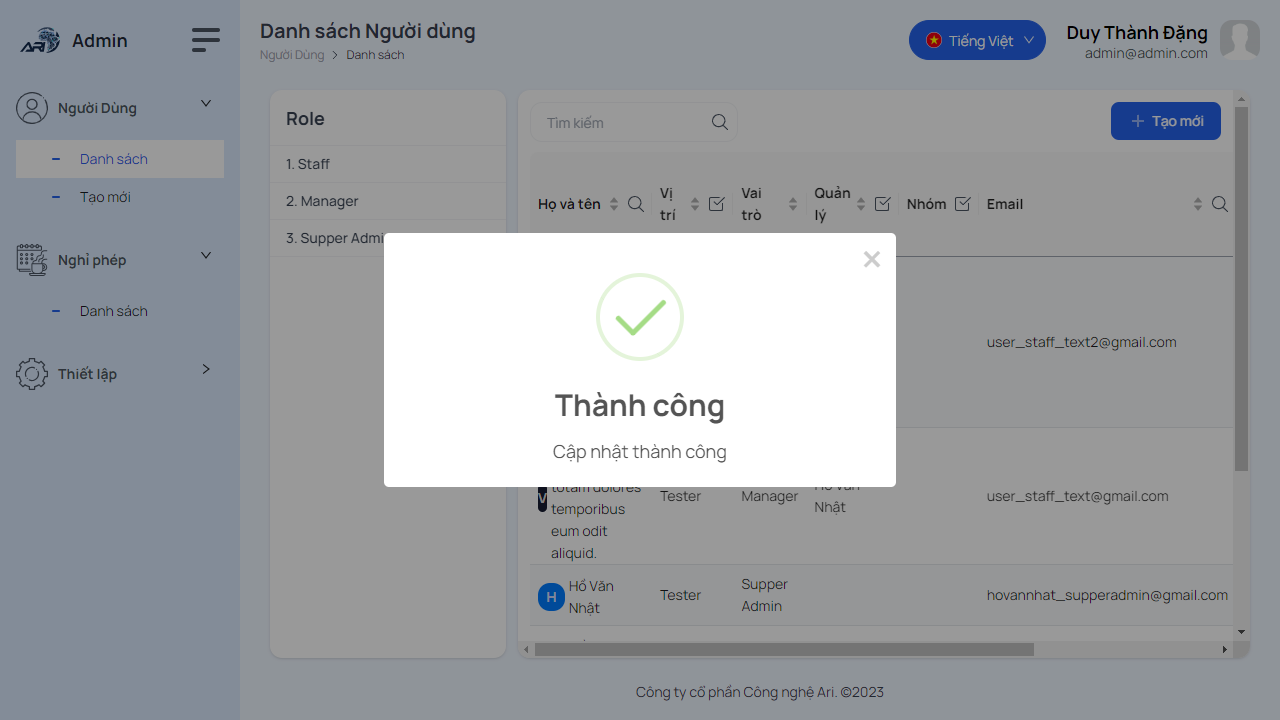 ARI
Admin
Danh sách Người dùng
Người Dùng > Danh sách
Tiếng Việt
Duy Thành Đặng
admin@admin.com
Người Dùng
Danh sách
Tạo mới
Nghỉ phép
Danh sách
Thiết lập
Role
1. Staff
2. Manager
3. Supper Admi
Tìm kiếm
Tạo mới
Họ và tên
Vị trí
Vai trò
Quản lý
Nhóm
Email
user_staff_text2@gmail.com
Thành công
Cập nhật thành công
V
totam dolores
temporibus
eum odit
aliquid.
Tester
Manager
Hồ Văn
Nhật
user_staff_text@gmail.com
H
Hồ Văn
Nhật
Tester
Supper
Admin
hovannhat_supperadmin@gmail.com
Công ty cổ phần Công nghệ Ari. ©2023